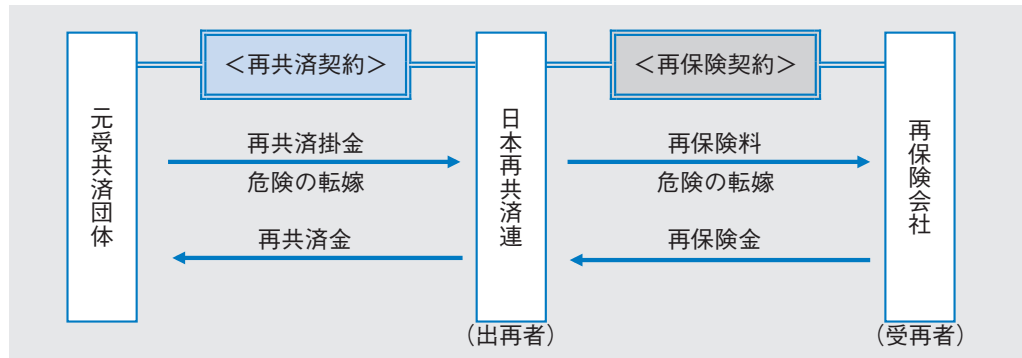 ＜再共済契約＞
＜再保険契約＞
元受共済団体
再共済掛金
危険の転嫁
再共済金
日本再共済連
（出再者）
再保険料
危険の転嫁
再保険金
再保険会社
（受再者）